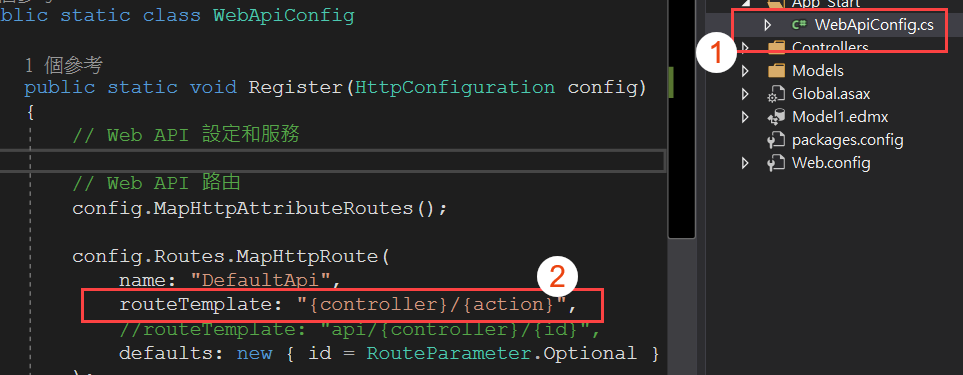 blic static class WebApiConfig
1 個參考
public static void Register(HttpConfiguration config)
{
// Web API 設定和服務
// Web API 路由
config.MapHttpAttributeRoutes();
config.Routes.MapHttpRoute(
name: "DefaultApi",
routeTemplate: "{controller}/{action}",
//routeTemplate: "api/{controller}/{id}",
defaults: new { id = RouteParameter.Optional }
);
2
App_Start
C# WebApiConfig.cs
1
Controllers
Models
Global.asax
Model1.edmx
packages.config
Web.config